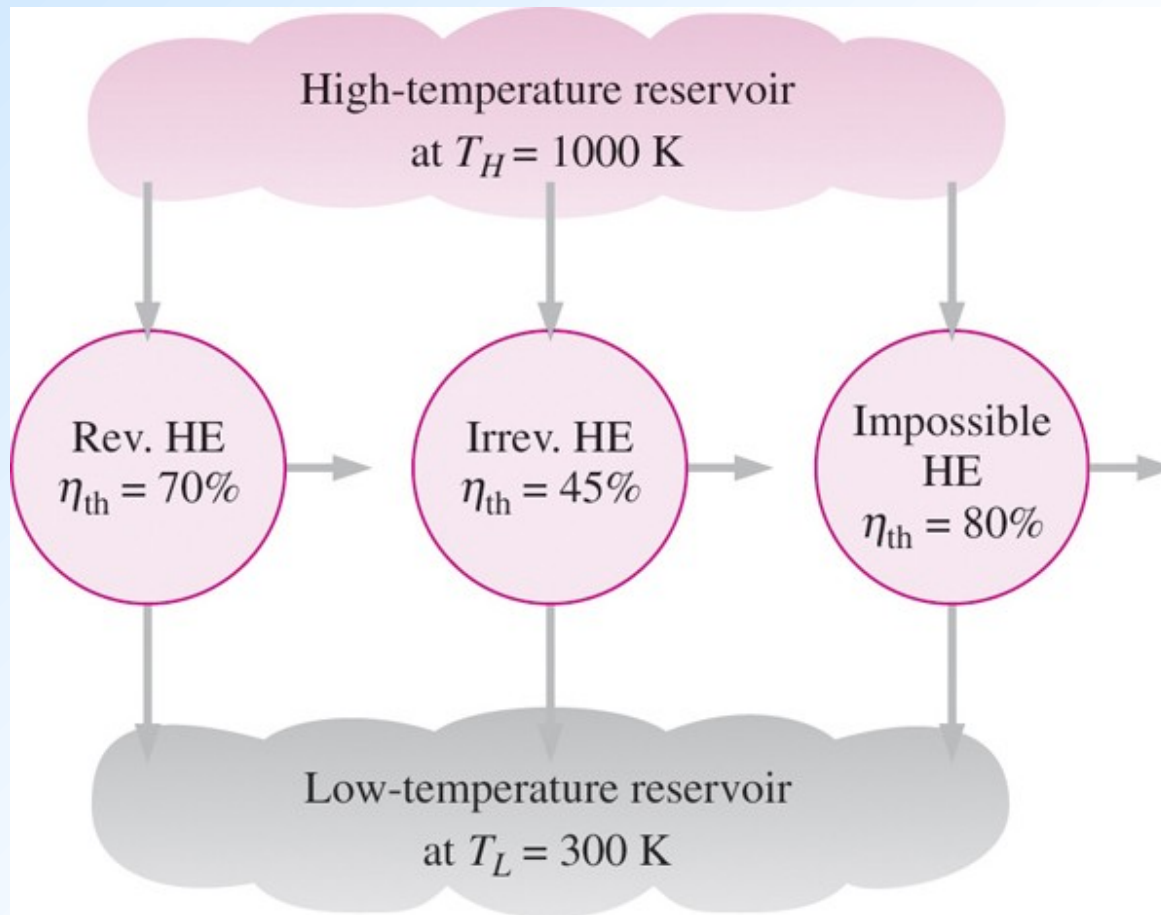 High-temperature reservoir
at T_H = 1000 K
Rev. HE
η_th = 70%
Irrev. HE
η_th = 45%
Impossible
HE
η_th = 80%
Low-temperature reservoir
at T_L = 300 K